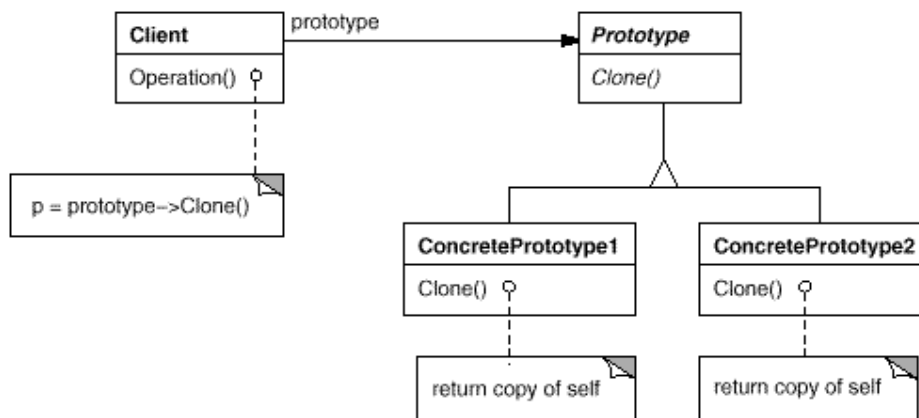 Client
prototype
Prototype
Operation()
Clone()
p = prototype->Clone()
ConcretePrototype1
ConcretePrototype2
Clone()
Clone()
return copy of self
return copy of self